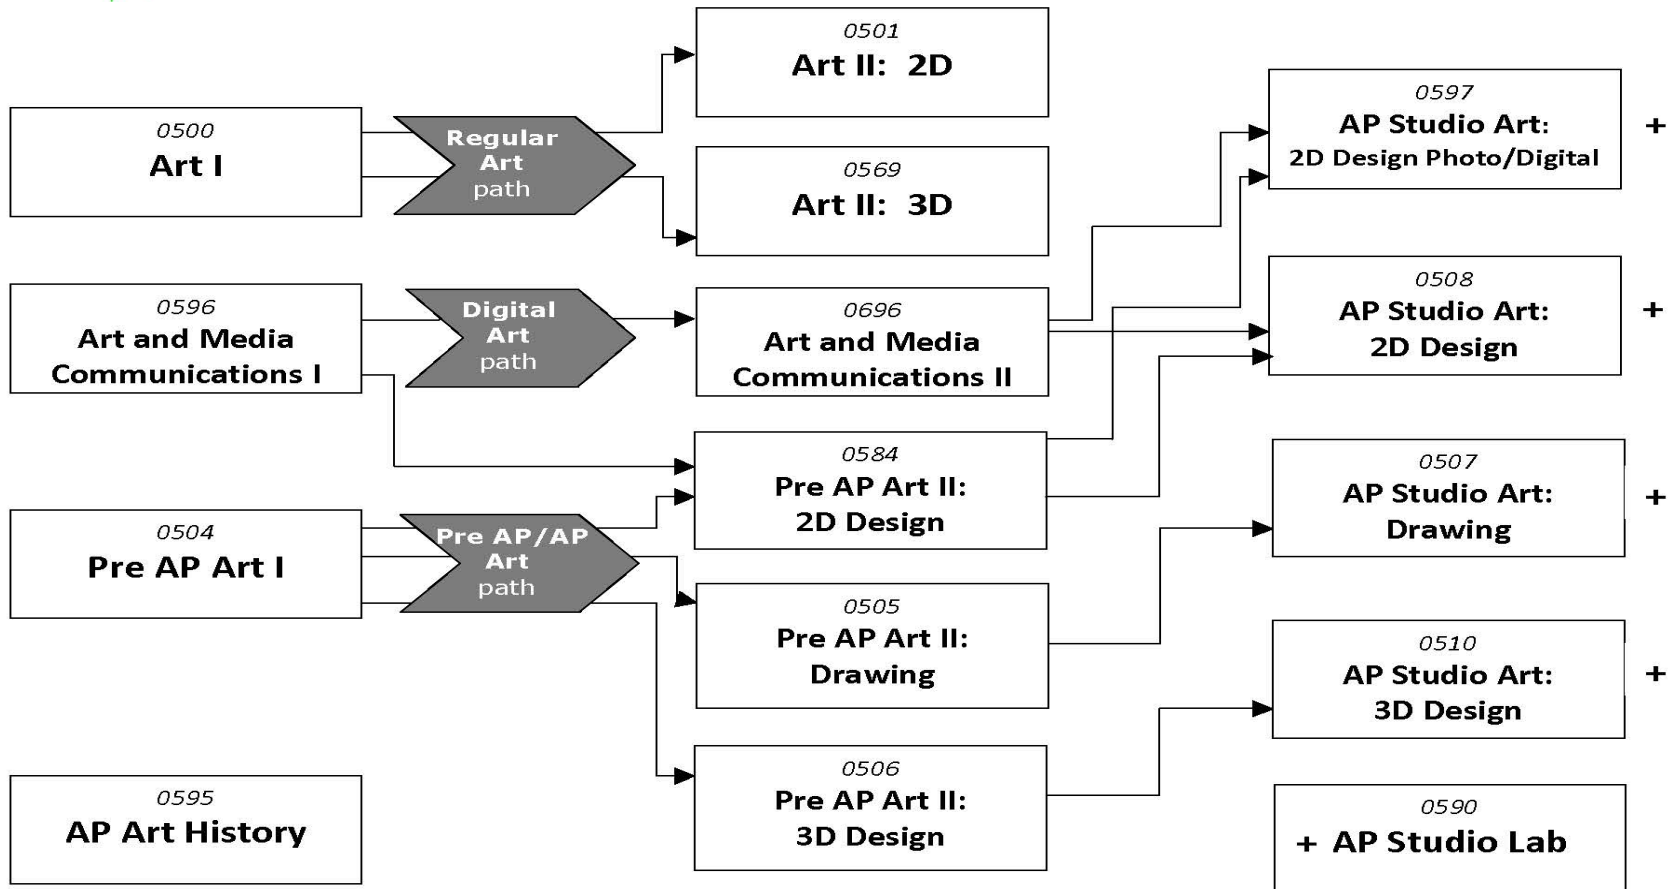 0500
Art I
0596
Art and Media
Communications I
0504
Pre AP Art I
0595
AP Art History
Regular
Art
path
Digital
Art
path
Pre AP/AP
Art
path
0501
Art II: 2D
0569
Art II: 3D
0696
Art and Media
Communications II
0584
Pre AP Art II:
2D Design
0505
Pre AP Art II:
Drawing
0506
Pre AP Art II:
3D Design
0597
AP Studio Art:
2D Design Photo/Digital
+
0508
AP Studio Art:
2D Design
+
0507
AP Studio Art:
Drawing
+
0510
AP Studio Art:
3D Design
+
0590
+ AP Studio Lab